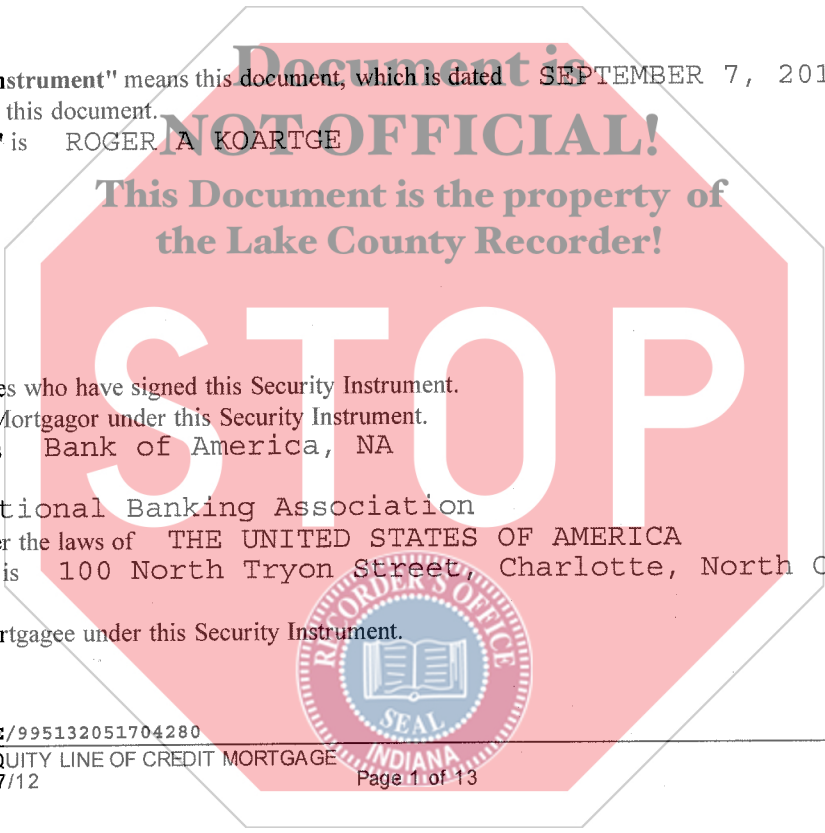 Document is
nstrument" means this document, which is dated SEPTEMBER 7, 201
this document.
NOT OFFICIAL!
" is ROGER A KOARTGE
This Document is the property of
the Lake County Recorder!
STOP
es who have signed this Security Instrument.
Mortgagor under this Security Instrument.
s Bank of America, NA
tional Banking Association
er the laws of THE UNITED STATES OF AMERICA
is 100 North Tryon Street, Charlotte, North C
rtgagee under this Security Instrument.
RECORDER'S OFFICE
SEAL
INDIANA
E/995132051704280
QUITY LINE OF CREDIT MORTGAGE
7/12
Page 1 of 13